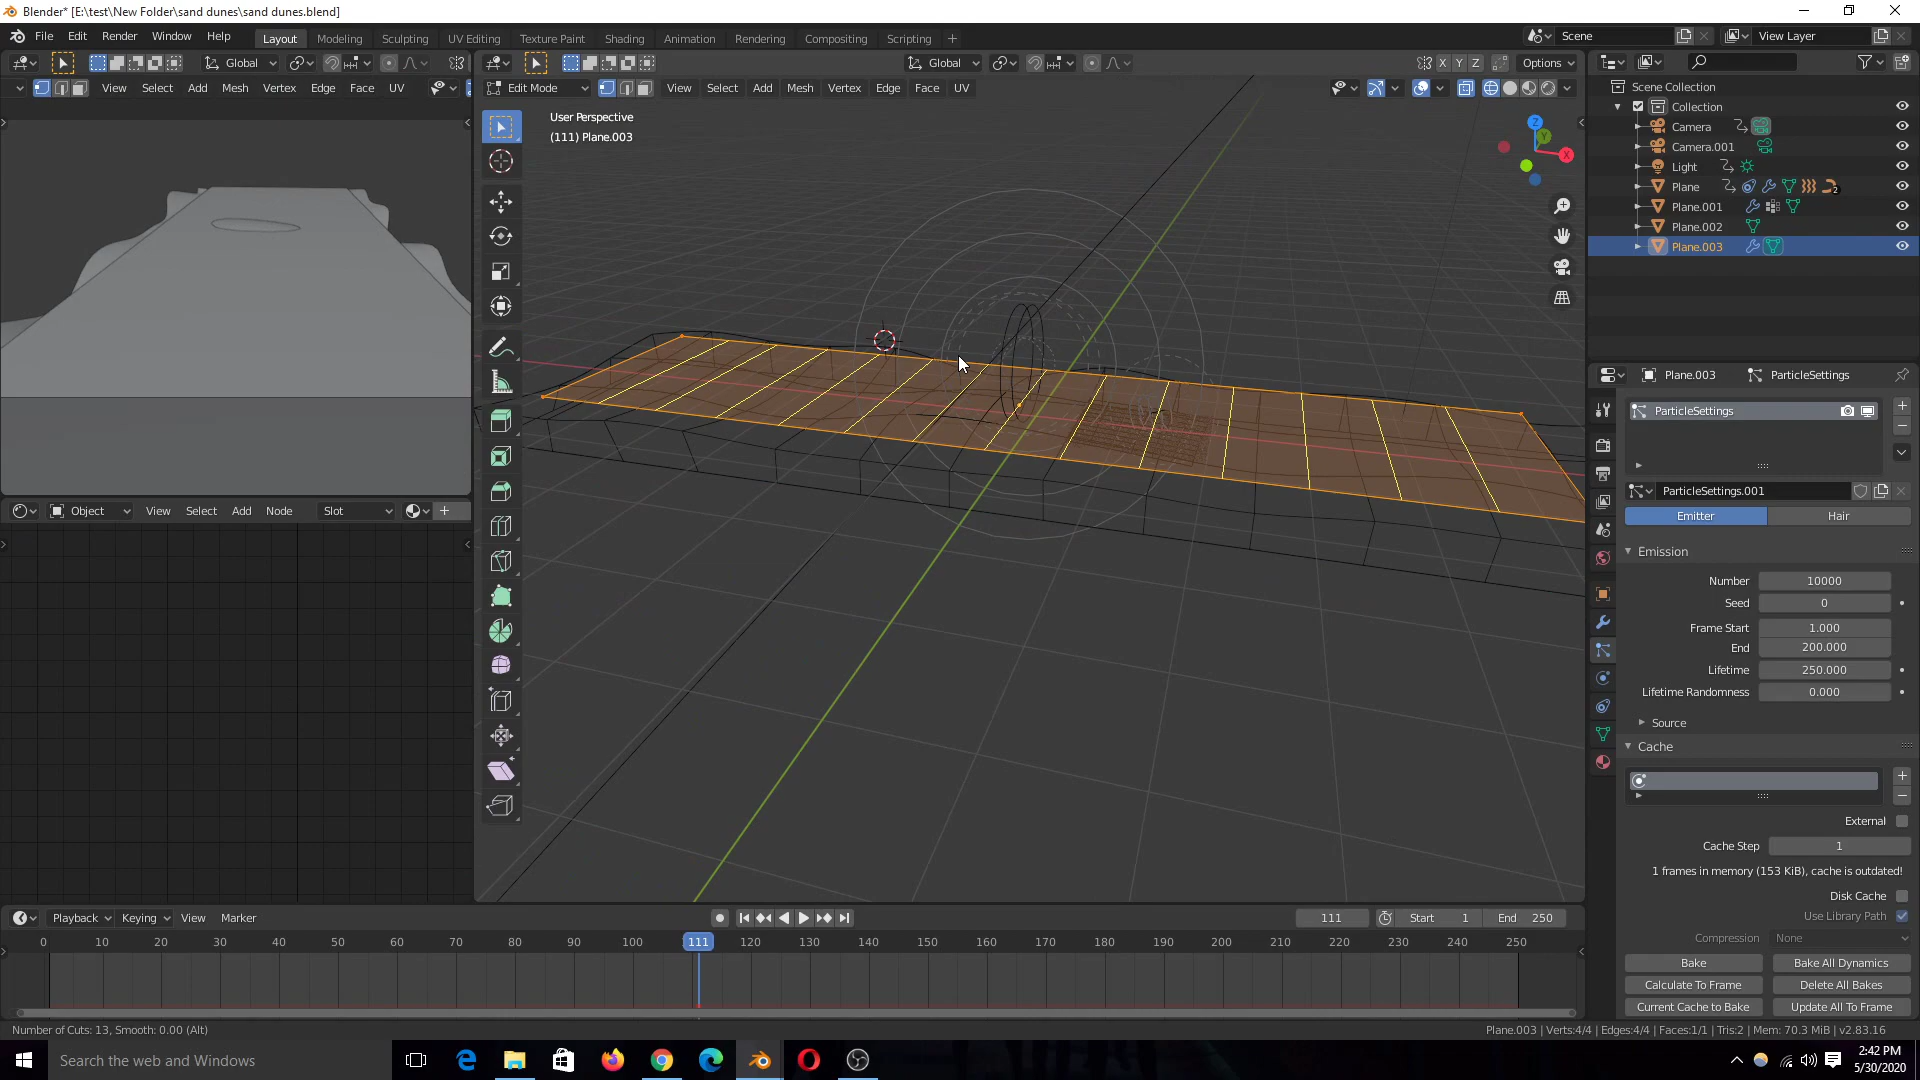 Blender* [E:\test\New Folder\sand dunes\sand dunes.blend]
File Edit Render Window Help Layout Modeling Sculpting UV Editing Texture Paint Shading Animation Rendering Compositing Scripting + Scene View Layer
Global Global X Y Z Options
View Select Add Mesh Vertex Edge Face UV Edit Mode View Select Add Mesh Vertex Edge Face UV
User Perspective
(111) Plane.003
Z
Y
X
Scene Collection
Collection
Camera
Camera.001
Light
Plane 2
Plane.001
Plane.002
Plane.003
Plane.003 ParticleSettings
ParticleSettings
ParticleSettings.001
Emitter Hair
Emission
Number 10000
Seed 0
Frame Start 1.000
End 200.000
Lifetime 250.000
Lifetime Randomness 0.000
Source
Cache
External
Cache Step 1
1 frames in memory (153 KiB), cache is outdated!
Disk Cache
Use Library Path
Compression None
Bake Bake All Dynamics
Calculate To Frame Delete All Bakes
Current Cache to Bake Update All To Frame
Object View Select Add Node Slot
Playback Keying View Marker 111 Start 1 End 250
0 10 20 30 40 50 60 70 80 90 100 111 120 130 140 150 160 170 180 190 200 210 220 230 240 250
Number of Cuts: 13, Smooth: 0.00 (Alt) Plane.003 | Verts:4/4 | Edges:4/4 | Faces:1/1 | Tris:2 | Mem: 70.3 MiB | v2.83.16
Search the web and Windows
2:42 PM
5/30/2020